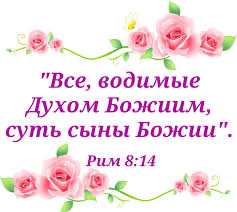 "Все, водимые
Духом Божиим,
суть сыны Божии".
Рим 8:14